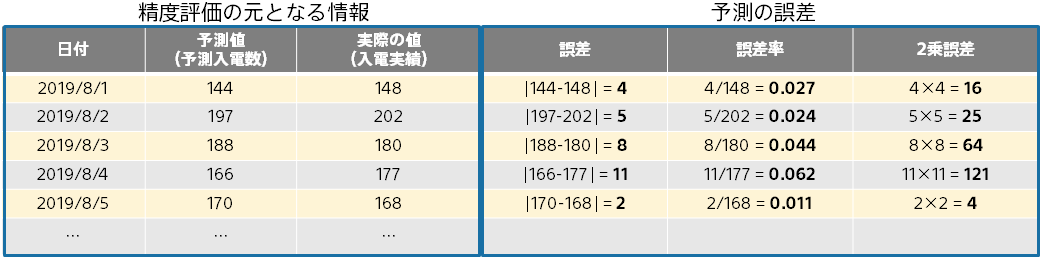 精度評価の元となる情報 予測の誤差
日付 予測値 (予測入電数) 実際の値 (入電実績) 誤差 誤差率 2乗誤差
2019/8/1 144 148 |144-148| = 4 4/148 = 0.027 4×4 = 16
2019/8/2 197 202 |197-202| = 5 5/202 = 0.024 5×5 = 25
2019/8/3 188 180 |188-180| = 8 8/180 = 0.044 8×8 = 64
2019/8/4 166 177 |166-177| = 11 11/177 = 0.062 11×11 = 121
2019/8/5 170 168 |170-168| = 2 2/168 = 0.011 2×2 = 4
… … …